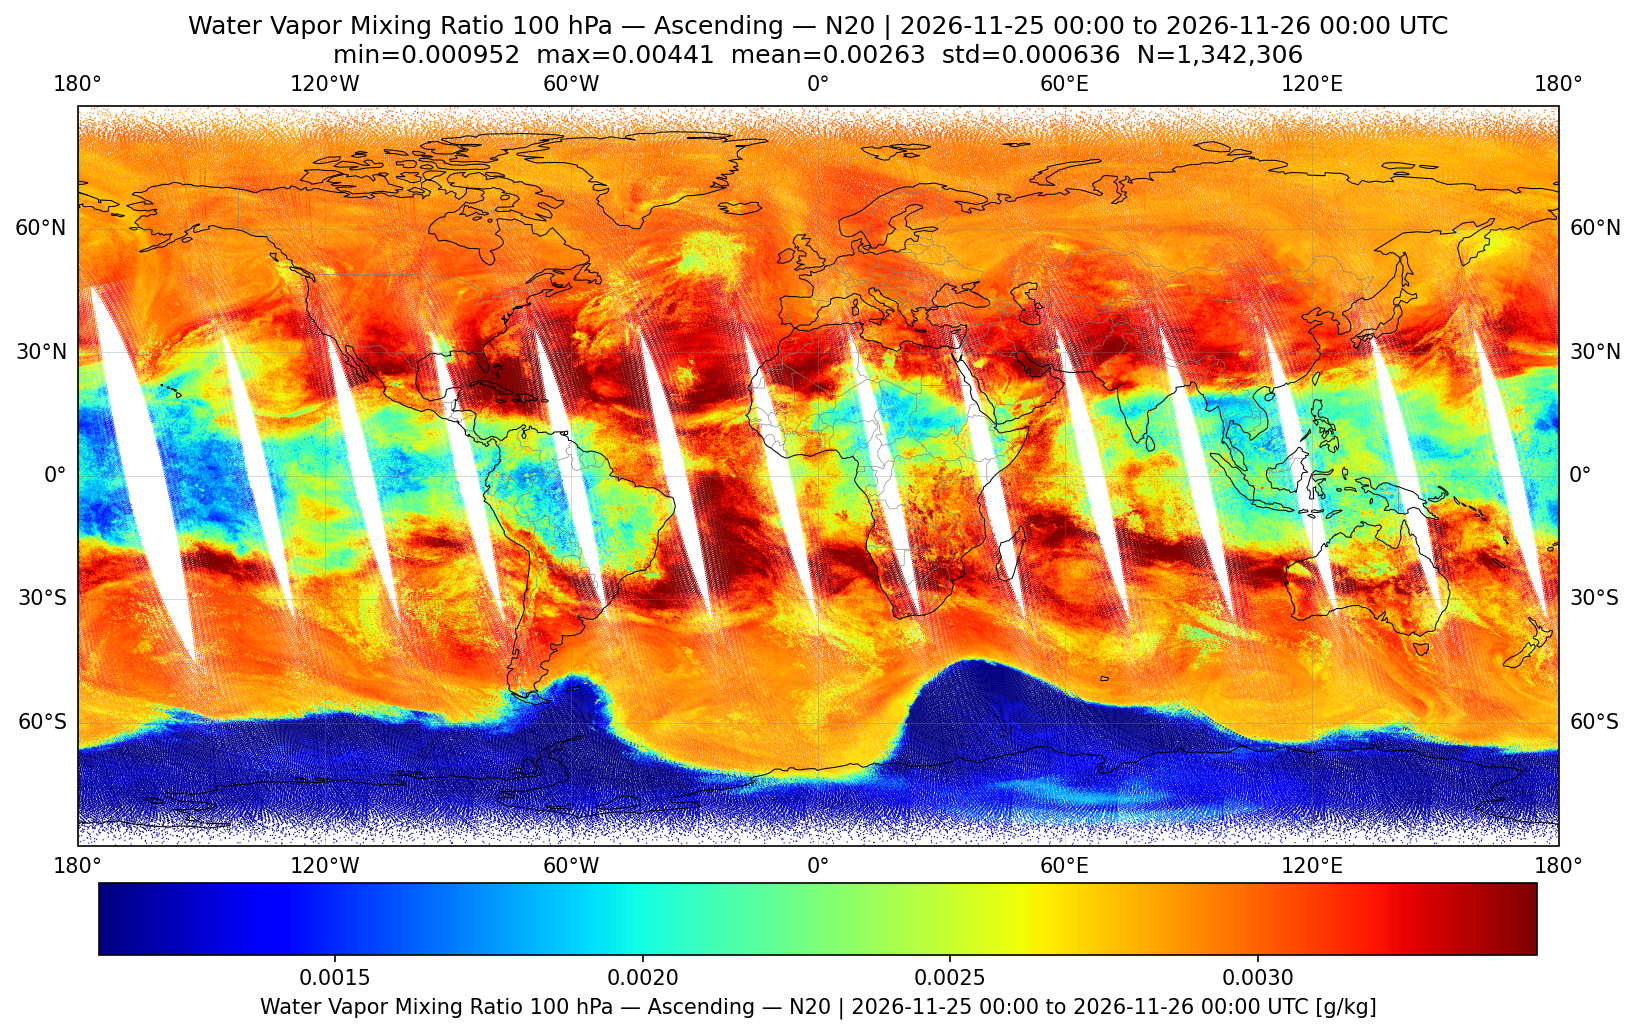 Water Vapor Mixing Ratio 100 hPa — Ascending — N20 | 2026-11-25 00:00 to 2026-11-26 00:00 UTC
min=0.000952 max=0.00441 mean=0.00263 std=0.000636 N=1,342,306
180° 120°W 60°W 0° 60°E 120°E 180°
60°N 60°N
30°N 30°N
0° 0°
30°S 30°S
60°S 60°S
180° 120°W 60°W 0° 60°E 120°E 180°
0.0015 0.0020 0.0025 0.0030
Water Vapor Mixing Ratio 100 hPa — Ascending — N20 | 2026-11-25 00:00 to 2026-11-26 00:00 UTC [g/kg]